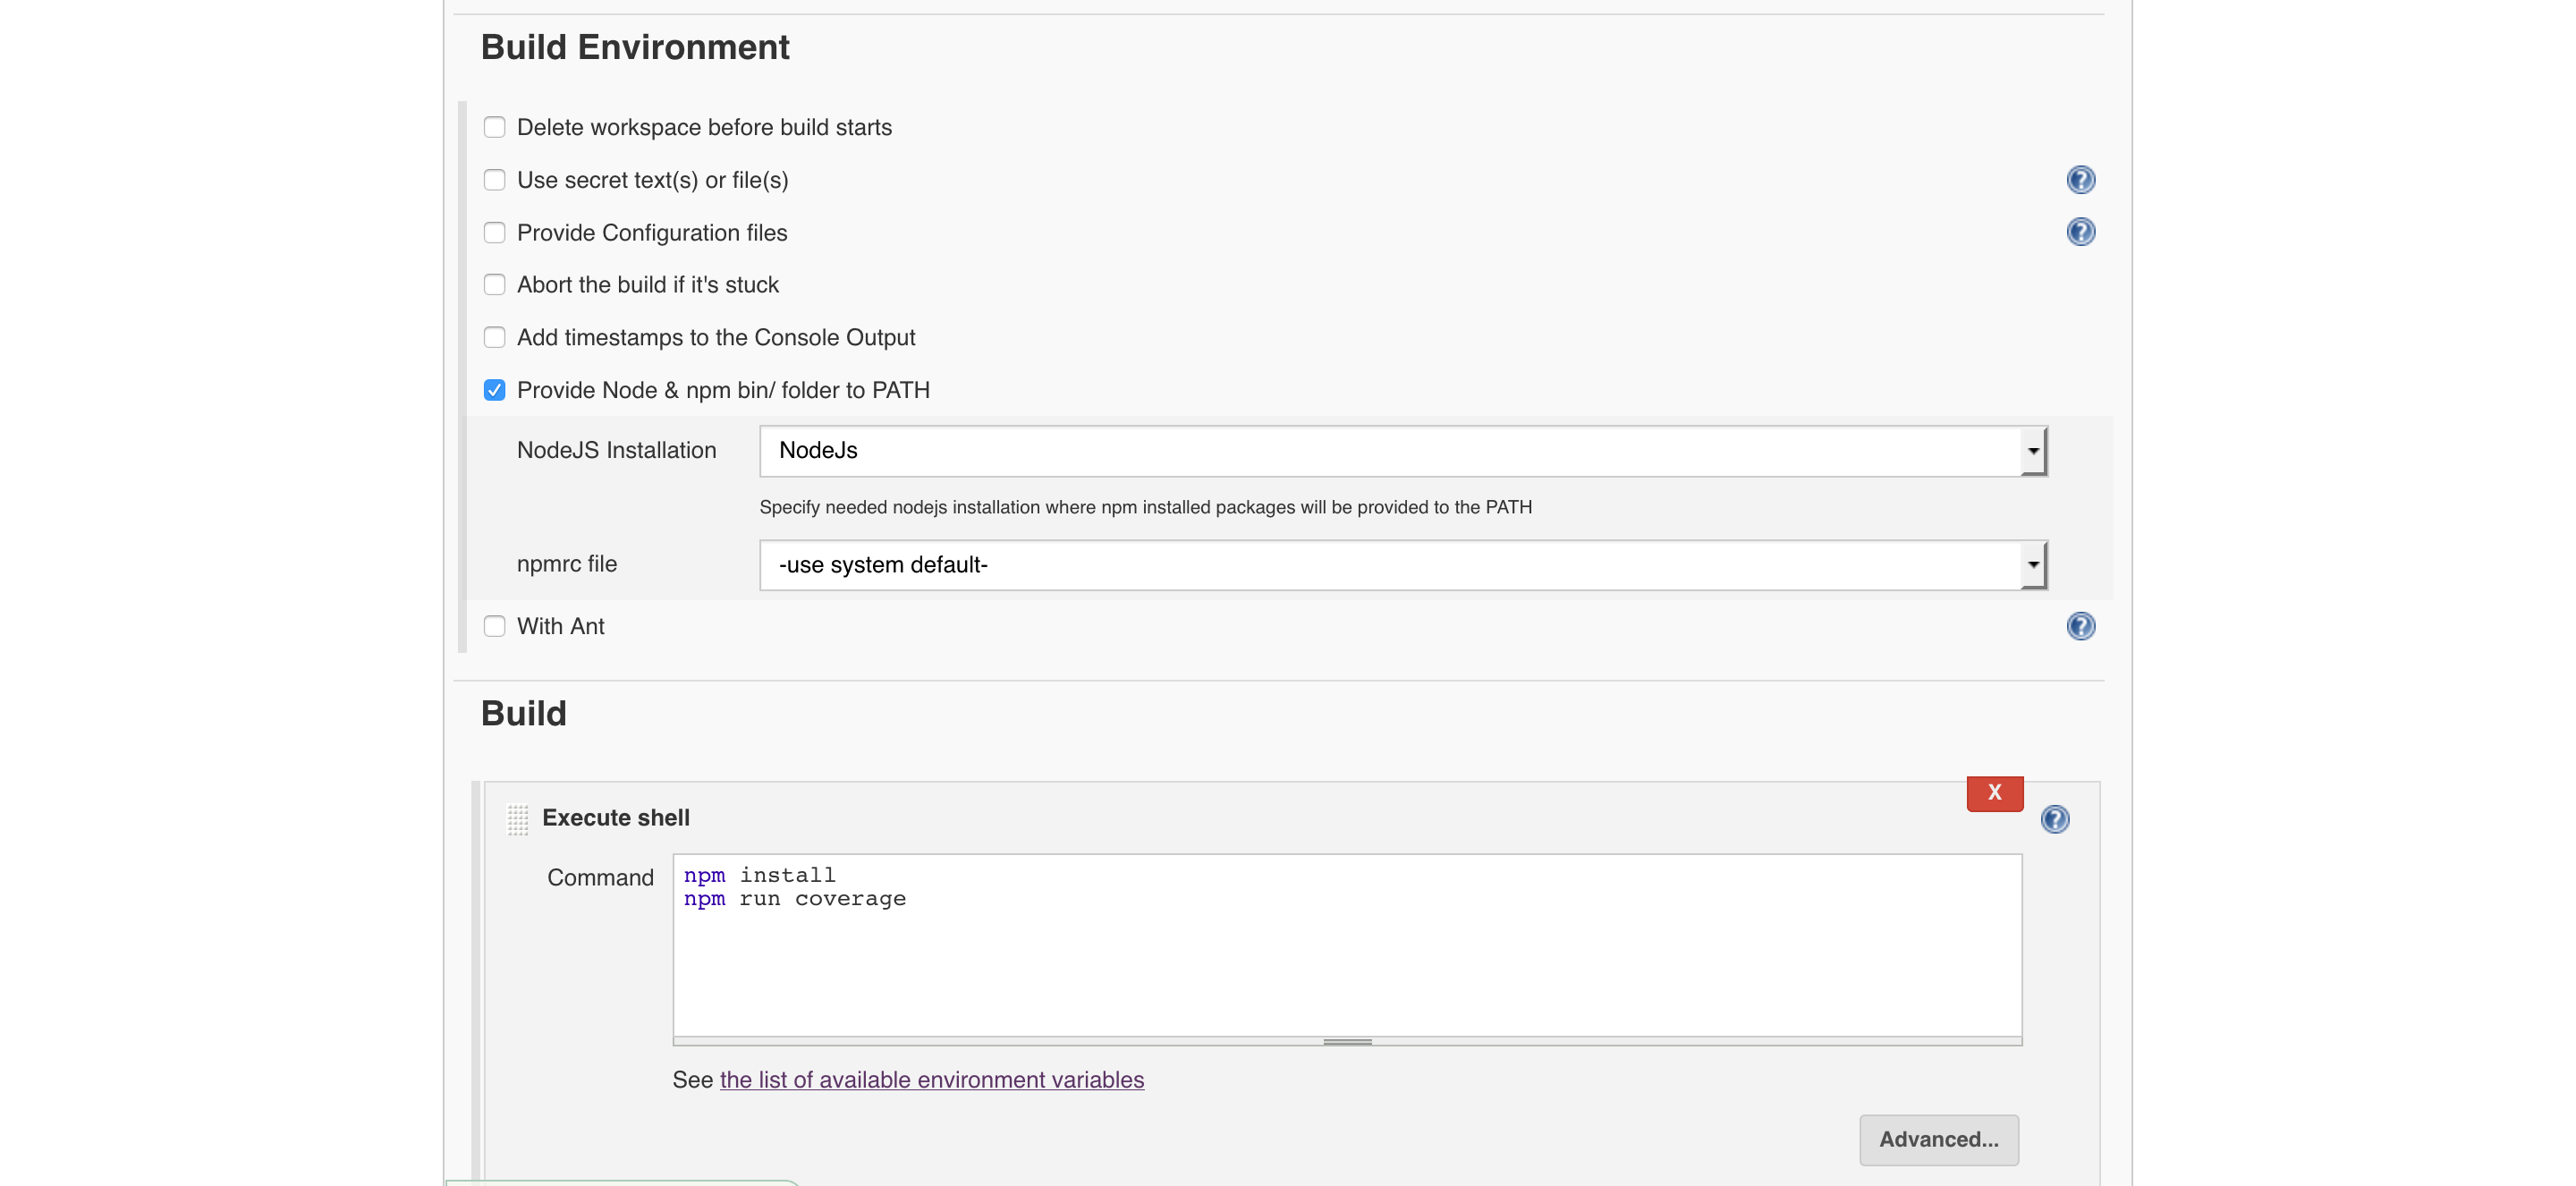 Build Environment
Delete workspace before build starts
Use secret text(s) or file(s)
?
Provide Configuration files
?
Abort the build if it's stuck
Add timestamps to the Console Output
Provide Node & npm bin/ folder to PATH
NodeJS Installation
NodeJs
Specify needed nodejs installation where npm installed packages will be provided to the PATH
npmrc file
-use system default-
With Ant
?
Build
X
Execute shell
?
Command
npm install
npm run coverage
See the list of available environment variables
Advanced...